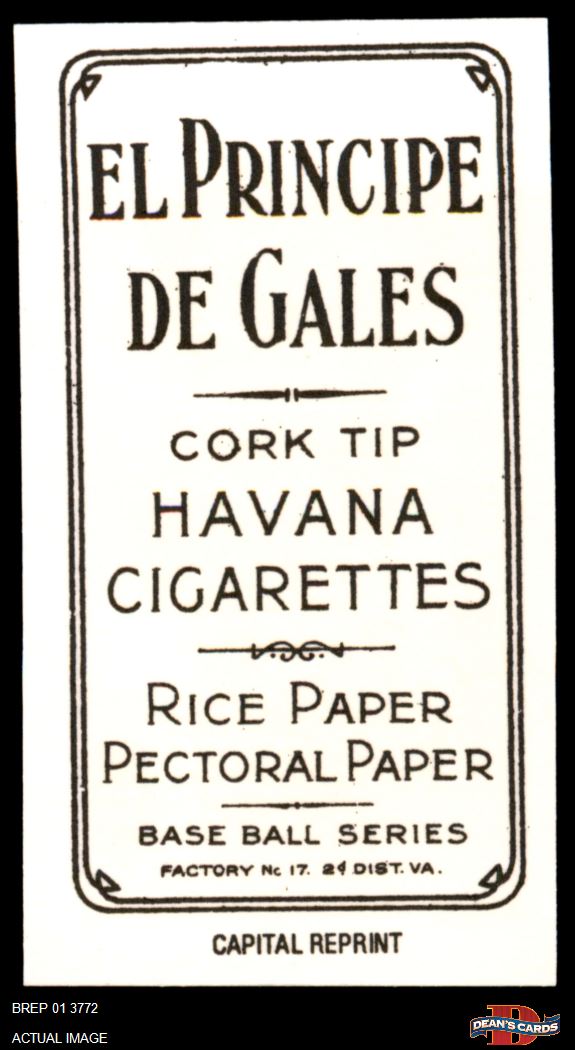 EL PRINCIPE
DE GALES
CORK TIP
HAVANA
CIGARETTES
RICE PAPER
PECTORAL PAPER
BASE BALL SERIES
FACTORY No 17. 2d DIST. VA.
CAPITAL REPRINT
BREP 01 3772
ACTUAL IMAGE
D
DEAN'S CARDS